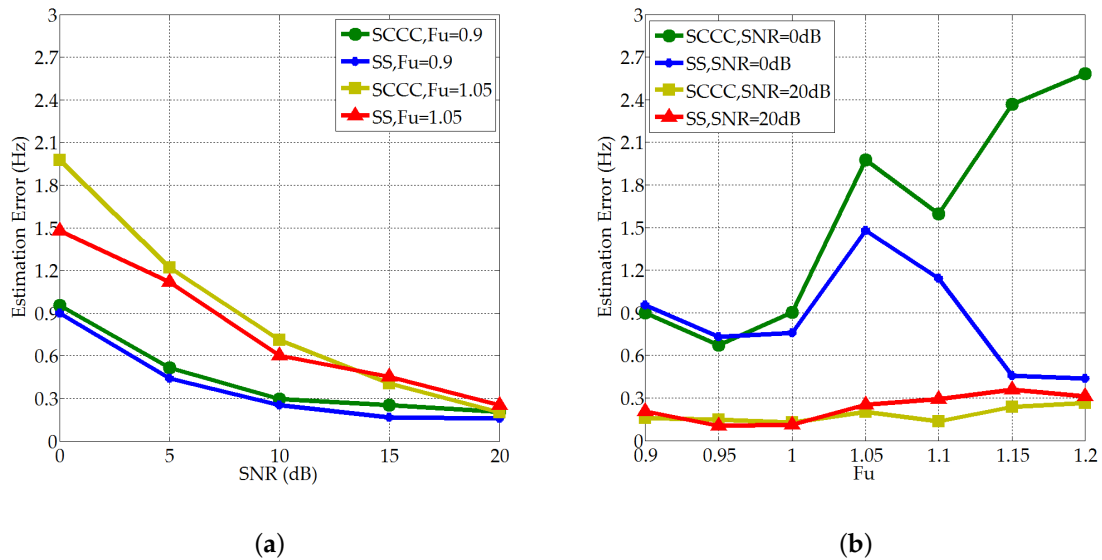 3
2.7
2.4
2.1
1.8
1.5
1.2
0.9
0.6
0.3
0
Estimation Error (Hz)
SCCC,Fu=0.9
SS,Fu=0.9
SCCC,Fu=1.05
SS,Fu=1.05
0 5 10 15 20
SNR (dB)
(a)
3
2.7
2.4
2.1
1.8
1.5
1.2
0.9
0.6
0.3
0
Estimation Error (Hz)
SCCC,SNR=0dB
SS,SNR=0dB
SCCC,SNR=20dB
SS,SNR=20dB
0.9 0.95 1 1.05 1.1 1.15 1.2
Fu
(b)